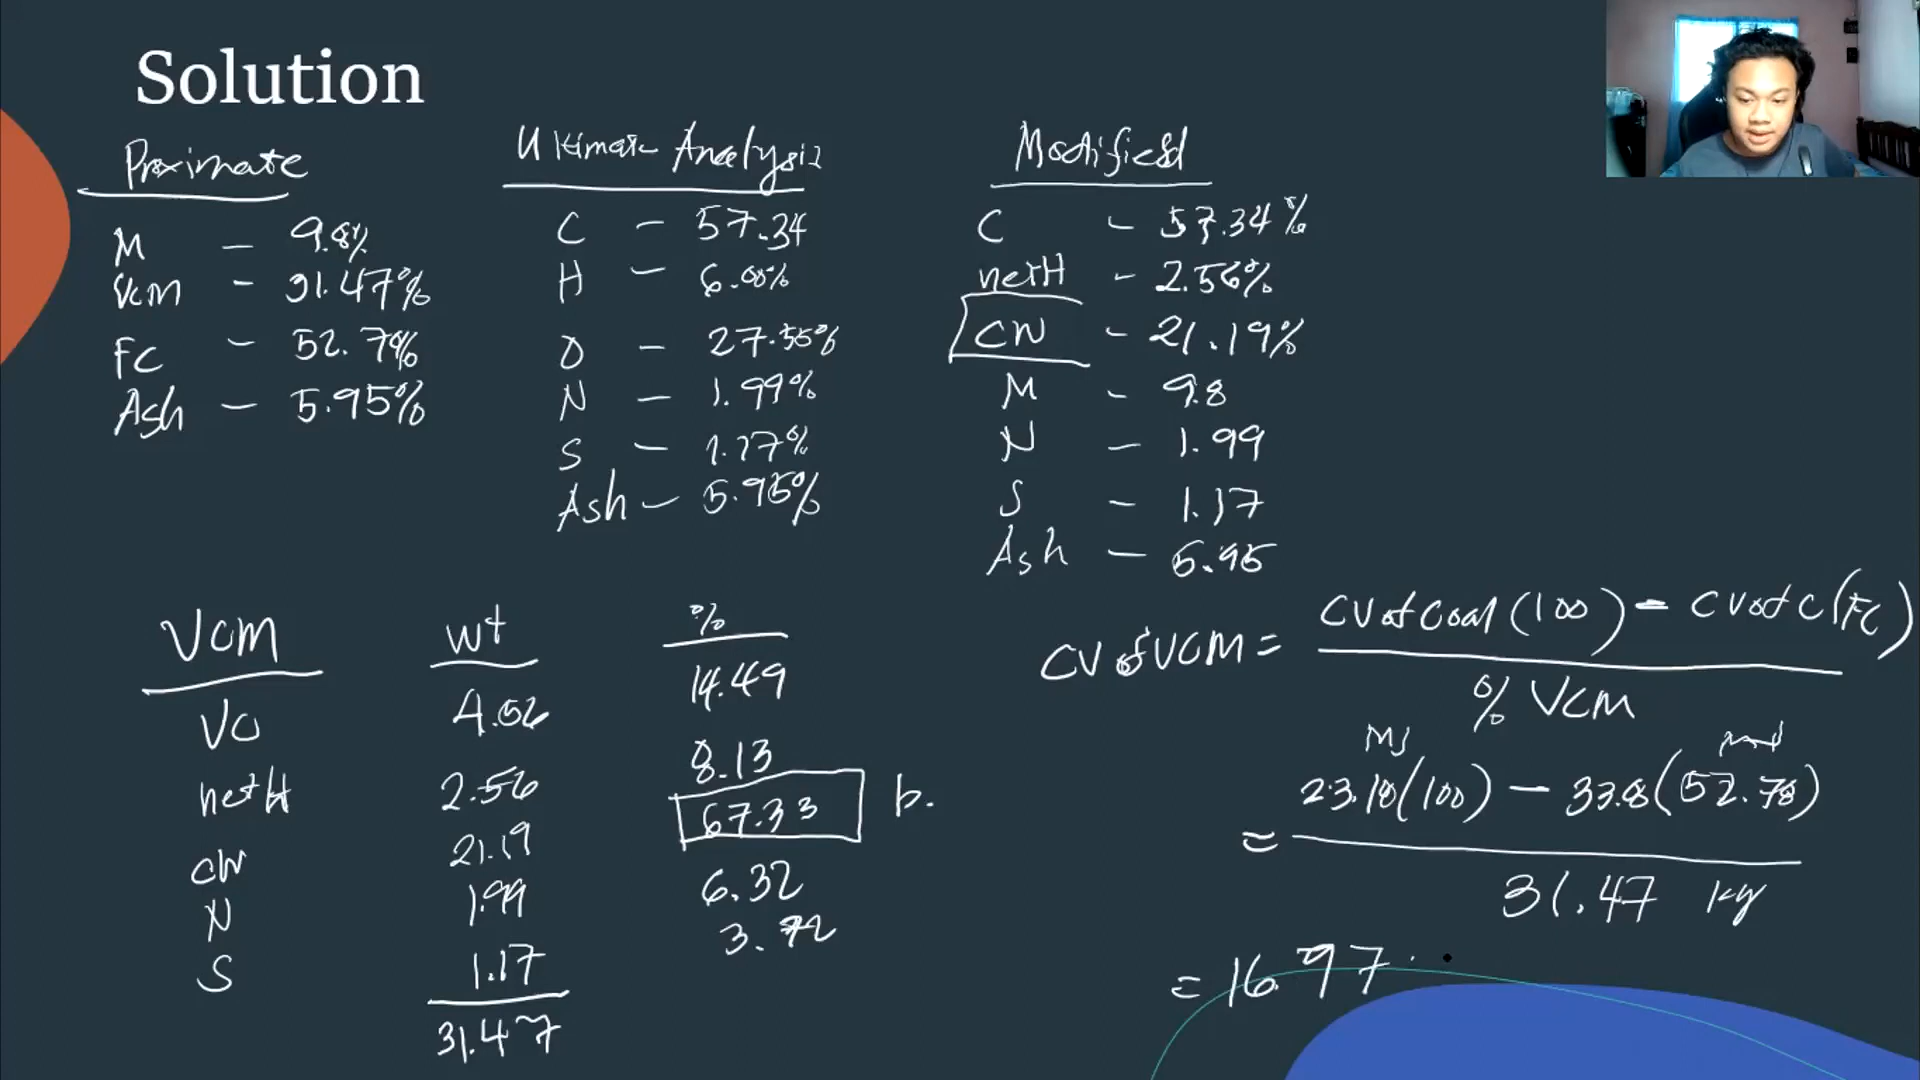 Solution
Proximate
M - 9.8%
VCM - 31.47%
FC - 52.78%
Ash - 5.95%
Ultimate Analysis
C - 57.34
H - 6.00%
O - 27.55%
N - 1.99%
S - 1.17%
Ash - 5.95%
Modified
C - 57.34%
netH - 2.56%
CW - 21.19%
M - 9.8
N - 1.99
S - 1.17
Ash - 5.95
VCM wt %
VC 4.56 14.49
netH 2.56 8.13
CW 21.19 67.33 b.
N 1.99 6.32
S 1.17 3.72
31.47
CV of VCM = CV of Coal (100) - CV of C (FC)
% VCM
MJ
= 23.18(100) - 33.8(52.78)
31.47 kg
= 16.97